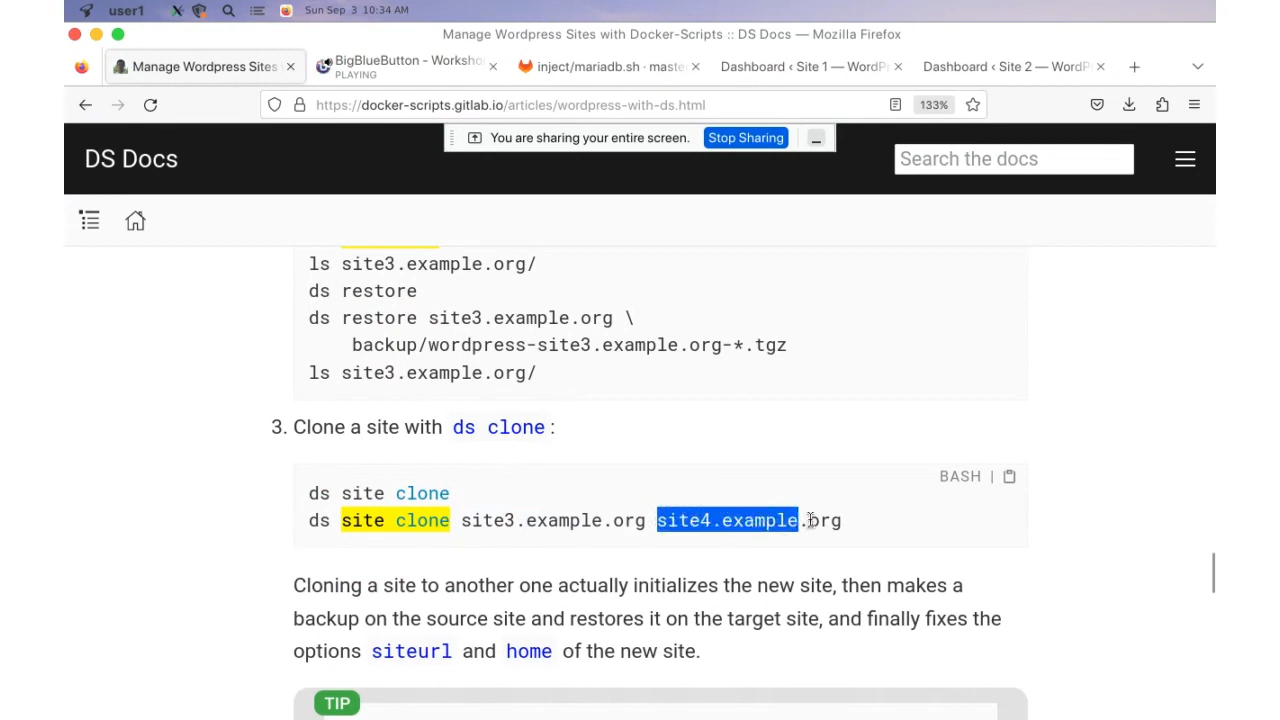 user1 Sun Sep 3 10:34 AM
Manage Wordpress Sites with Docker-Scripts :: DS Docs — Mozilla Firefox
Manage Wordpress Sites
BigBlueButton - Worksho
PLAYING
inject/mariadb.sh · maste
Dashboard ‹ Site 1 — WordP
Dashboard ‹ Site 2 — WordP
https://docker-scripts.gitlab.io/articles/wordpress-with-ds.html 133%
You are sharing your entire screen. Stop Sharing
DS Docs Search the docs
ls site3.example.org/
ds restore
ds restore site3.example.org \
backup/wordpress-site3.example.org-*.tgz
ls site3.example.org/
3. Clone a site with ds clone:
BASH |
ds site clone
ds site clone site3.example.org site4.example.org
Cloning a site to another one actually initializes the new site, then makes a
backup on the source site and restores it on the target site, and finally fixes the
options siteurl and home of the new site.
TIP